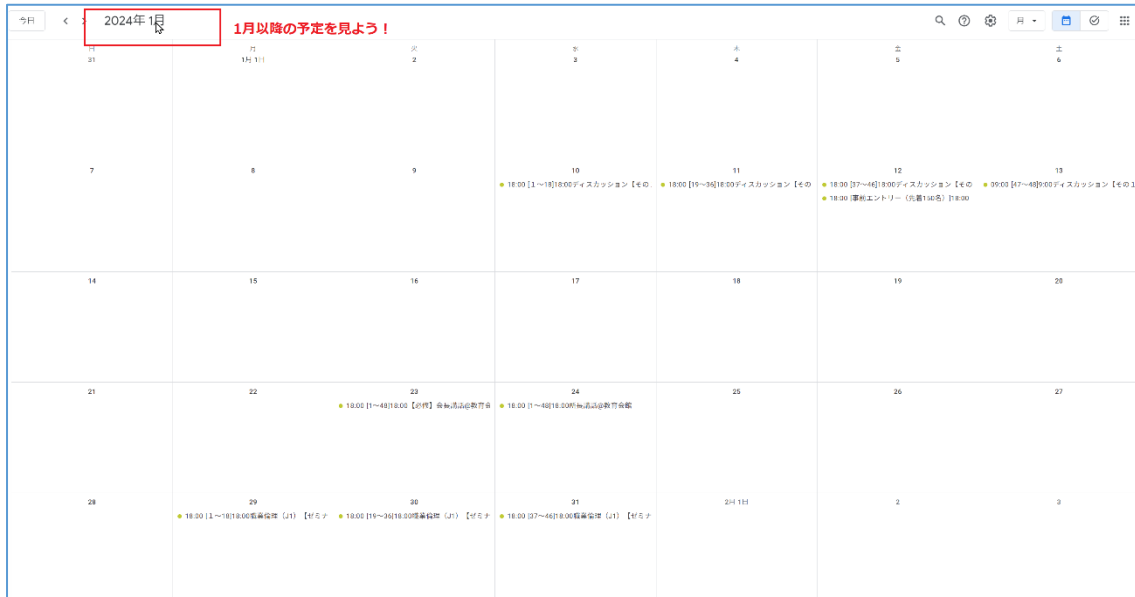 今日
2024年 1月
1月以降の予定を見よう！
月
日 月 火 水 木 金 土
31 1月 1日 2 3 4 5 6
7 8 9 10 11 12 13
18:00 [1～18]18:00ディスカッション【その
18:00 [19～36]18:00ディスカッション【その
18:00 [37～46]18:00ディスカッション【その
09:00 [47～48]9:00ディスカッション【その1
18:00 [事前エントリー（先着150名）]18:00
14 15 16 17 18 19 20
21 22 23 24 25 26 27
18:00 [1～48]18:00【必修】会長講話@教育会
18:00 [1～48]18:00所長講話@教育会館
28 29 30 31 2月 1日 2 3
18:00 [1～18]18:00職業倫理（J1）【ゼミナ
18:00 [19～36]18:00職業倫理（J1）【ゼミナ
18:00 [37～46]18:00職業倫理（J1）【ゼミナ